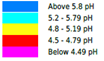 Above 5.8 pH
5.2 - 5.79 pH
4.8 - 5.19 pH
4.5 - 4.79 pH
Below 4.49 pH